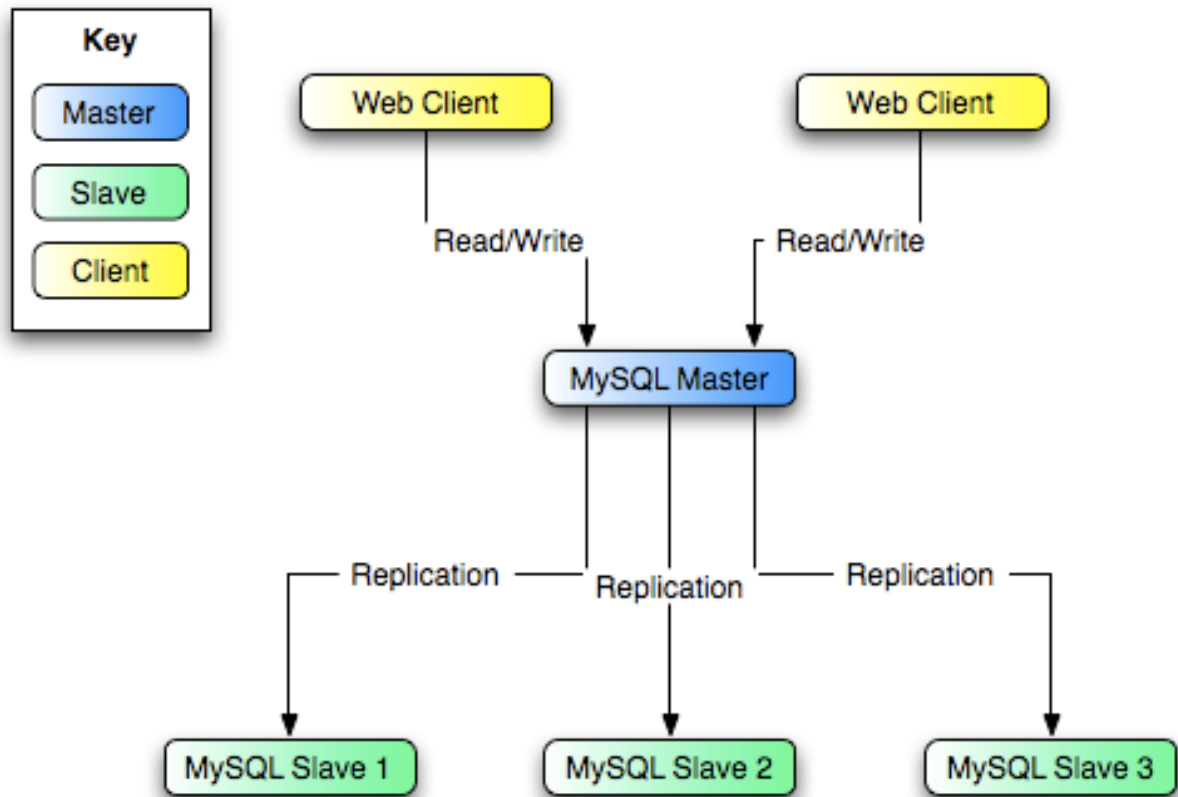 Key
Master
Slave
Client
Web Client
Web Client
Read/Write
Read/Write
MySQL Master
Replication
Replication
Replication
MySQL Slave 1
MySQL Slave 2
MySQL Slave 3